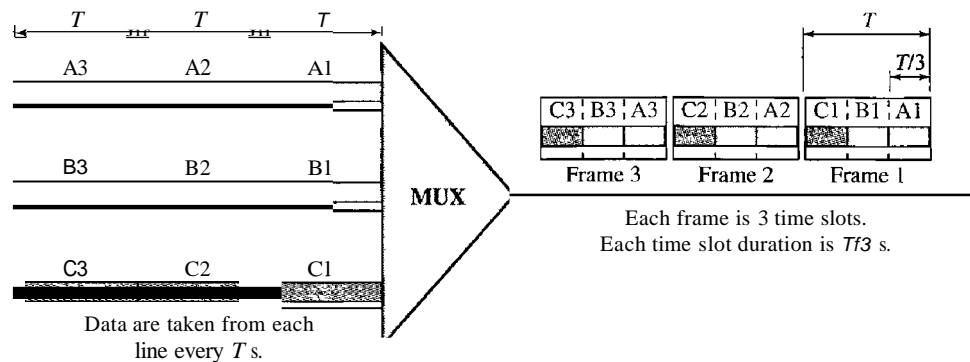 T T T
A3 A2 A1
B3 B2 B1
C3 C2 C1
Data are taken from each
line every T s.
MUX
T
T/3
C3 B3 A3 C2 B2 A2 C1 B1 A1
Frame 3 Frame 2 Frame 1
Each frame is 3 time slots.
Each time slot duration is Tf3 s.